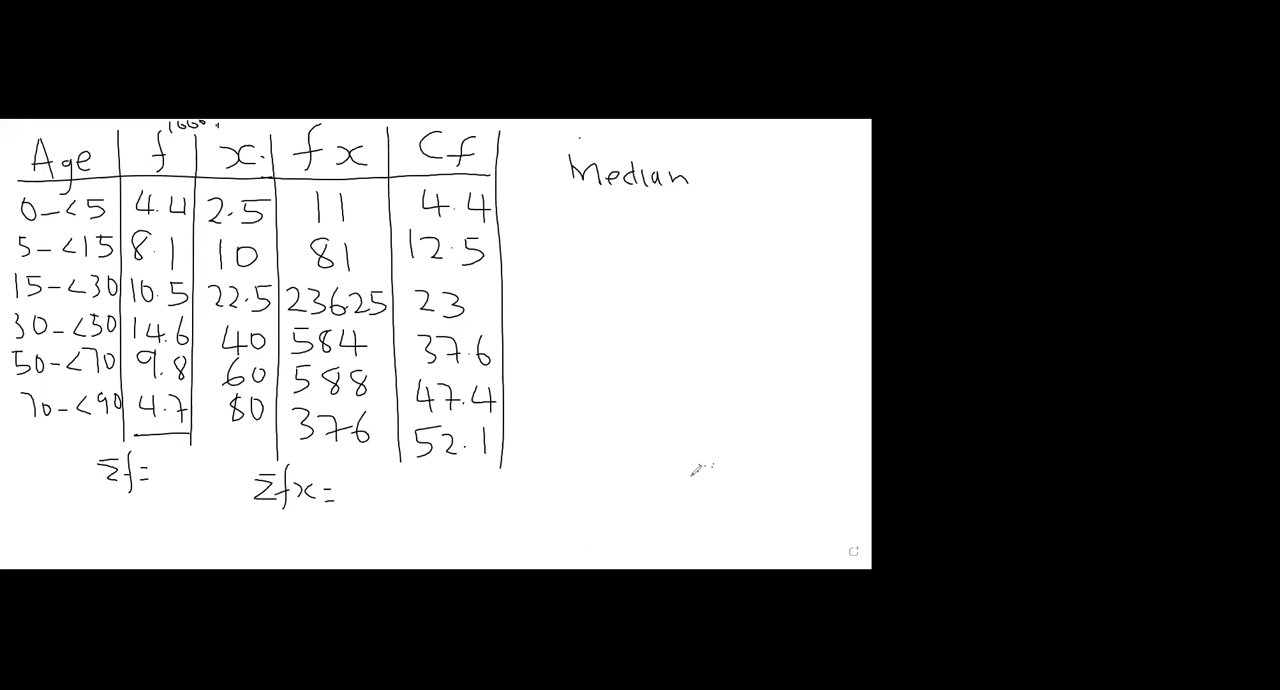 1000's
Age f x fx Cf
0-<5 4.4 2.5 11 4.4
5-<15 8.1 10 81 12.5
15-<30 10.5 22.5 236.25 23
30-<50 14.6 40 584 37.6
50-<70 9.8 60 588 47.4
70-<90 4.7 80 376 52.1
Σf= Σfx=
Median